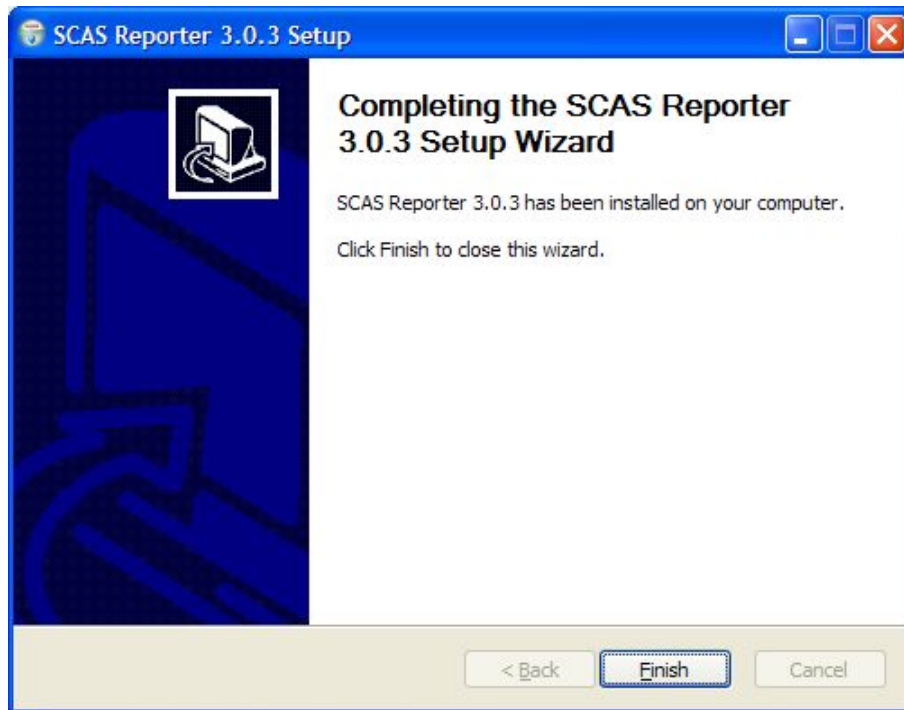 SCAS Reporter 3.0.3 Setup
Completing the SCAS Reporter
3.0.3 Setup Wizard
SCAS Reporter 3.0.3 has been installed on your computer.
Click Finish to close this wizard.
< Back
Finish
Cancel